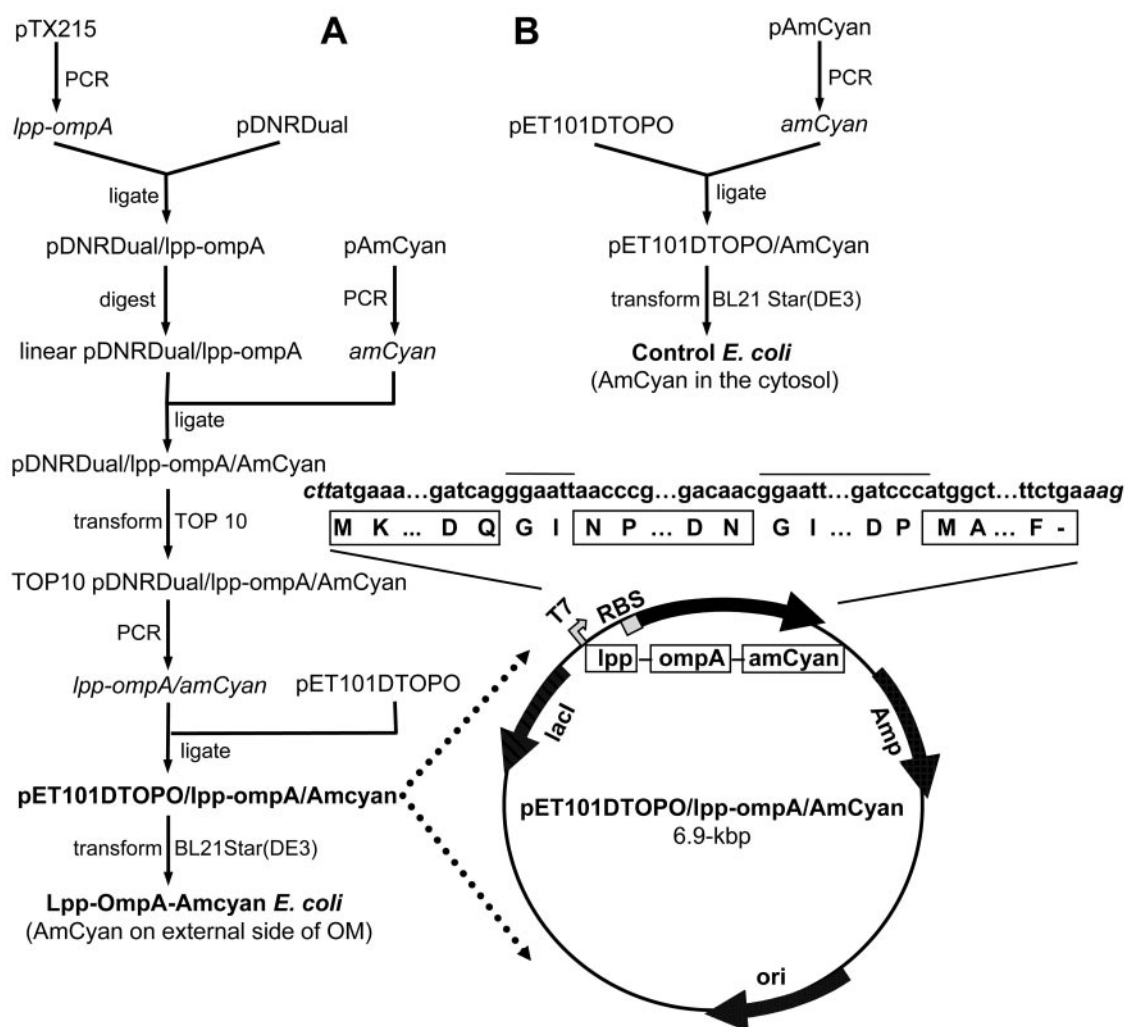 A
pTX215
PCR
lpp-ompA
pDNRDual
ligate
pDNRDual/lpp-ompA
pAmCyan
digest
PCR
linear pDNRDual/lpp-ompA
amCyan
ligate
pDNRDual/lpp-ompA/AmCyan
transform TOP 10
TOP10 pDNRDual/lpp-ompA/AmCyan
PCR
lpp-ompA/amCyan
pET101DTOPO
ligate
pET101DTOPO/lpp-ompA/Amcyan
transform BL21Star(DE3)
Lpp-OmpA-Amcyan E. coli
(AmCyan on external side of OM)
B
pAmCyan
PCR
pET101DTOPO
amCyan
ligate
pET101DTOPO/AmCyan
transform BL21 Star(DE3)
Control E. coli
(AmCyan in the cytosol)
cttatgaaa...gatcagggaattaacccg...gacaacggaatt...gatcccatggct...ttctgaaag
M K ... D Q G I N P ... D N G I ... D P M A ... F -
T7
RBS
lpp
ompA
amCyan
lacI
Amp
pET101DTOPO/lpp-ompA/AmCyan
6.9-kbp
ori